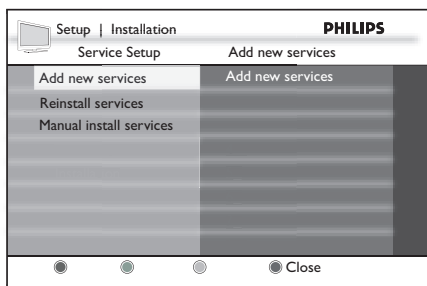 Setup | Installation PHILIPS
Service Setup Add new services
Add new services Add new services
Reinstall services
Manual install services
Close